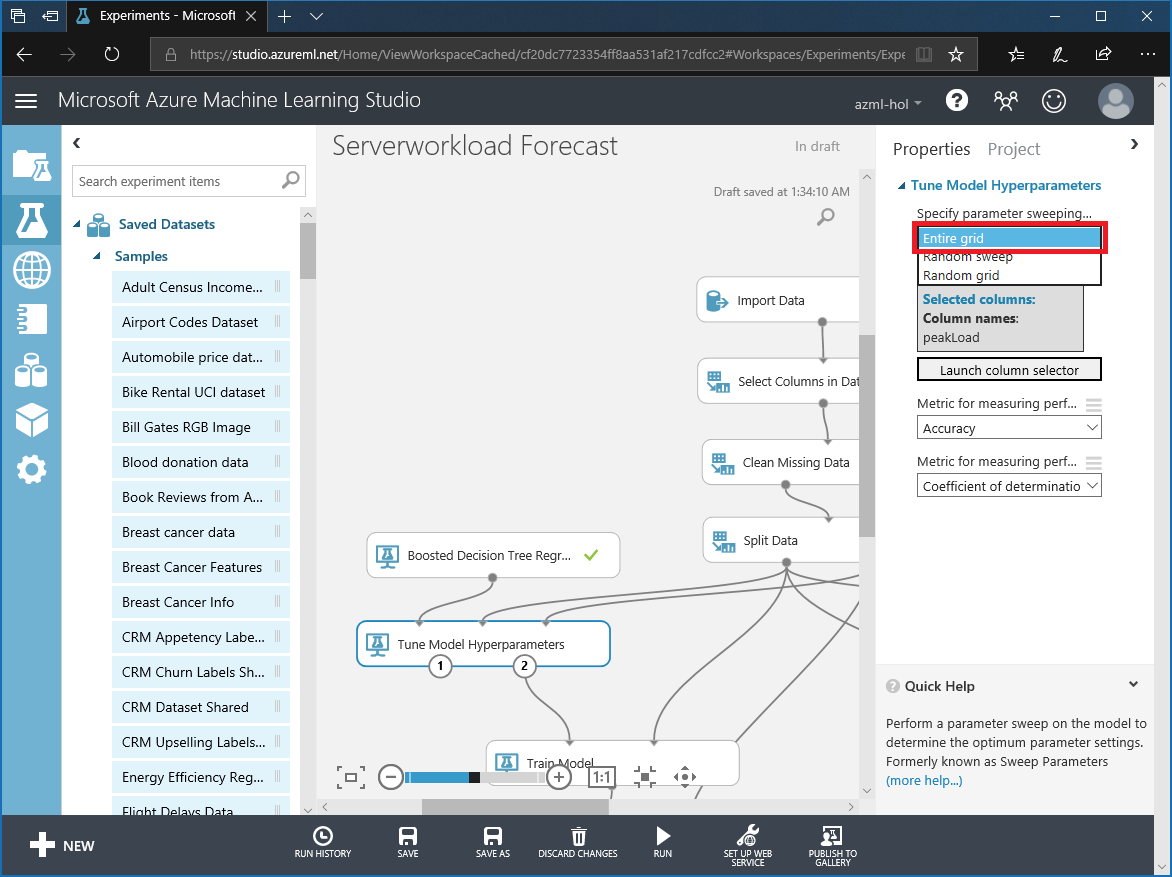 Experiments - Microsoft
https://studio.azureml.net/Home/ViewWorkspaceCached/cf20dc7723354ff8aa531af217cdfcc2#Workspaces/Experiments/Expe
Microsoft Azure Machine Learning Studio
azml-hol
Search experiment items
Saved Datasets
Samples
Adult Census Income...
Airport Codes Dataset
Automobile price dat...
Bike Rental UCI dataset
Bill Gates RGB Image
Blood donation data
Book Reviews from A...
Breast cancer data
Breast Cancer Features
Breast Cancer Info
CRM Appetency Labe...
CRM Churn Labels Sh...
CRM Dataset Shared
CRM Upselling Labels...
Energy Efficiency Reg...
Flight Delays Data
Serverworkload Forecast
In draft
Draft saved at 1:34:10 AM
Import Data
Select Columns in Dat
Clean Missing Data
Split Data
Boosted Decision Tree Regr...
Tune Model Hyperparameters
1
2
Train Model
1:1
Properties Project
Tune Model Hyperparameters
Specify parameter sweeping...
Entire grid
Random sweep
Random grid
Selected columns:
Column names:
peakLoad
Launch column selector
Metric for measuring perf...
Accuracy
Metric for measuring perf...
Coefficient of determinatio
Quick Help
Perform a parameter sweep on the model to
determine the optimum parameter settings.
Formerly known as Sweep Parameters
(more help...)
NEW
RUN HISTORY
SAVE
SAVE AS
DISCARD CHANGES
RUN
SET UP WEB
SERVICE
PUBLISH TO
GALLERY